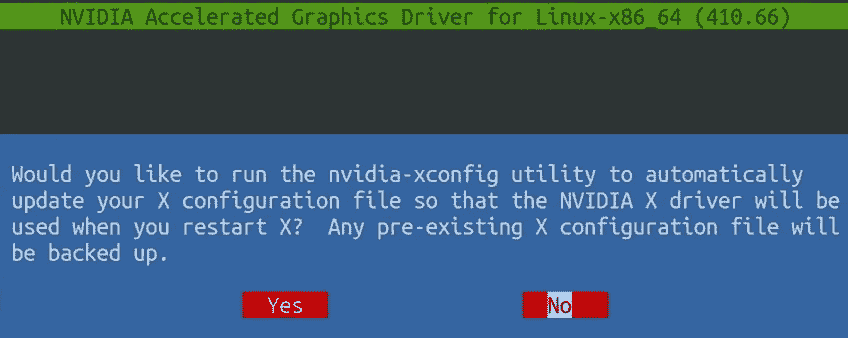 NVIDIA Accelerated Graphics Driver for Linux-x86_64 (410.66)
Would you like to run the nvidia-xconfig utility to automatically
update your X configuration file so that the NVIDIA X driver will be
used when you restart X?  Any pre-existing X configuration file will
be backed up.
Yes No